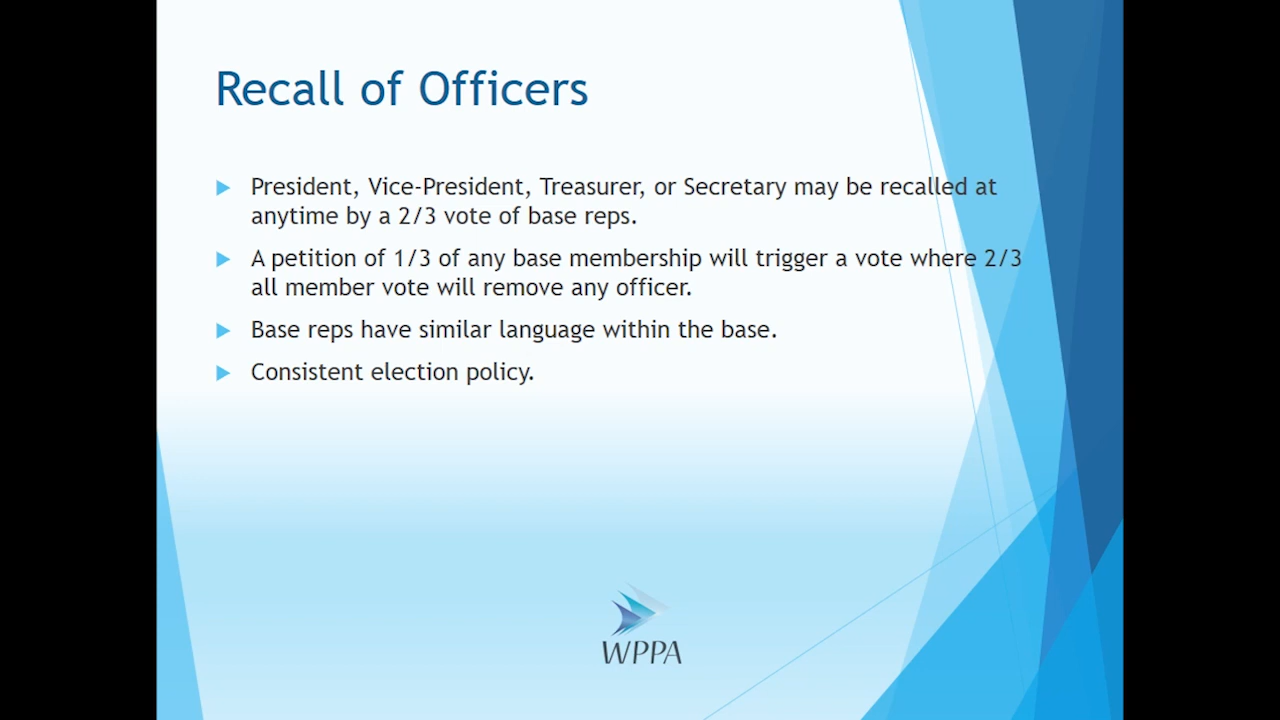 Recall of Officers
President, Vice-President, Treasurer, or Secretary may be recalled at
anytime by a 2/3 vote of base reps.
A petition of 1/3 of any base membership will trigger a vote where 2/3
all member vote will remove any officer.
Base reps have similar language within the base.
Consistent election policy.
WPPA